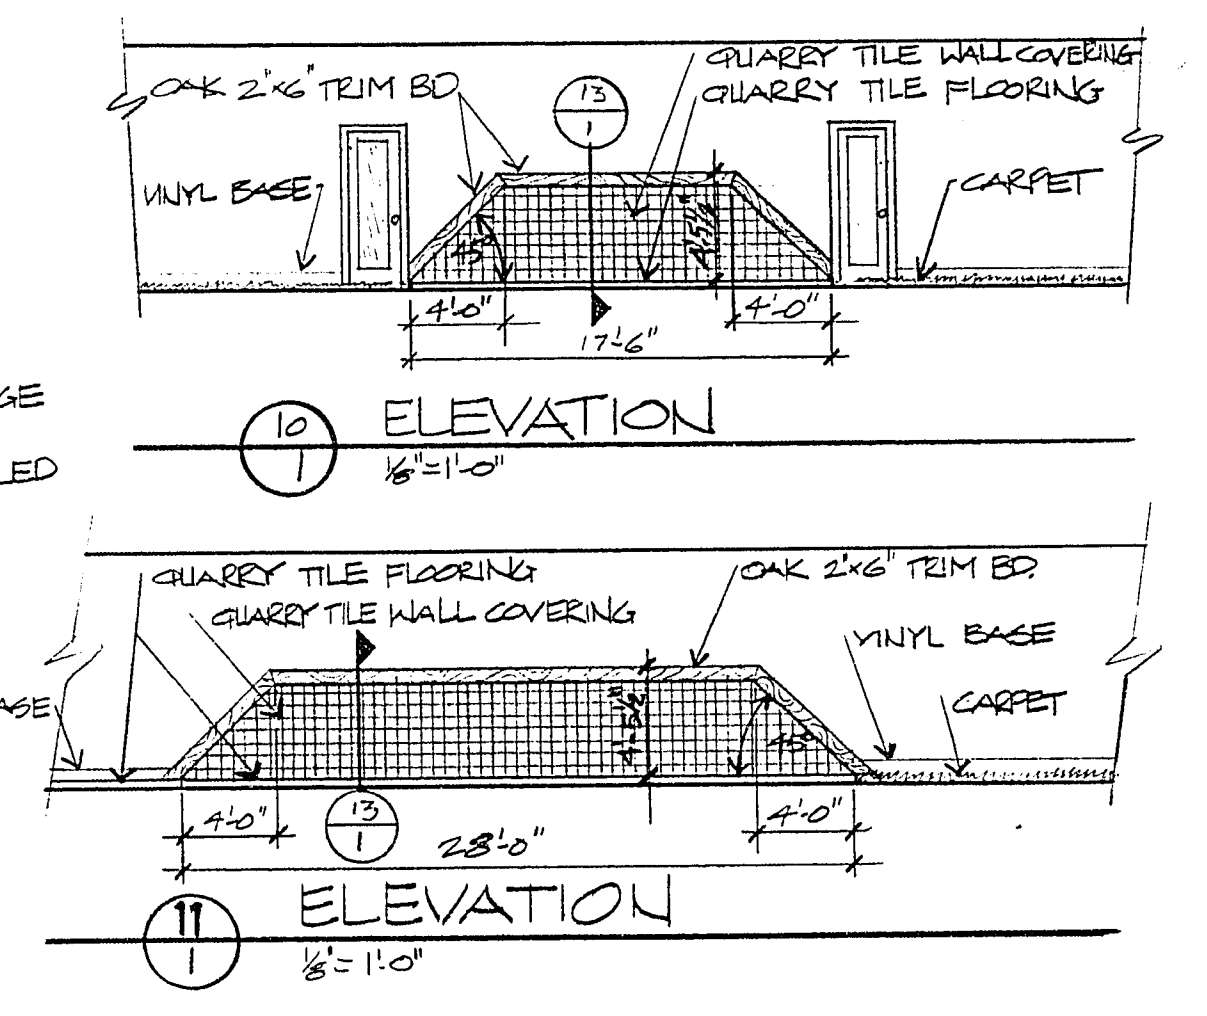 QUARRY TILE WALL COVERING
OAK 2"x6" TRIM BD.
13
1
QUARRY TILE FLOORING
VINYL BASE
CARPET
45°
4'-5½"
4'-0"
4'-0"
17'-6"
GE
10
1
ELEVATION
LED
⅛"=1'-0"
QUARRY TILE FLOORING
OAK 2"x6" TRIM BD.
QUARRY TILE WALL COVERING
VINYL BASE
ASE
CARPET
4'-5½"
45°
4'-0"
13
1
4'-0"
28'-0"
11
1
ELEVATION
⅛"=1'-0"